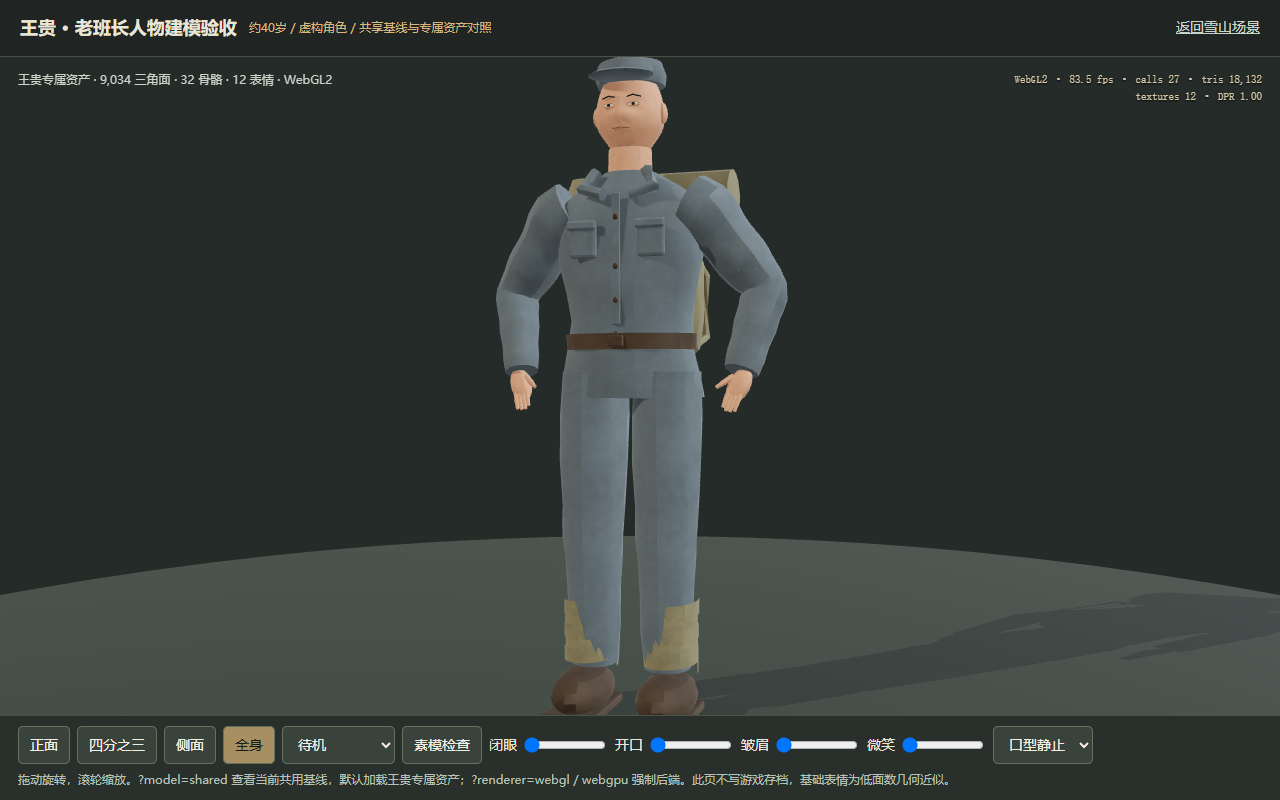 王贵 • 老班长人物建模验收 约40岁 / 虚构角色 / 共享基线与专属资产对照 返回雪山场景
王贵专属资产 · 9,034 三角面 · 32 骨骼 · 12 表情 · WebGL2
WebGL2 · 83.5 fps · calls 27 · tris 18,132
textures 12 · DPR 1.00
正面 四分之三 侧面 全身 待机 素模检查 闭眼 开口 皱眉 微笑 口型静止
拖动旋转，滚轮缩放。?model=shared 查看当前共用基线，默认加载王贵专属资产；?renderer=webgl / webgpu 强制后端。此页不写游戏存档，基础表情为低面数几何近似。